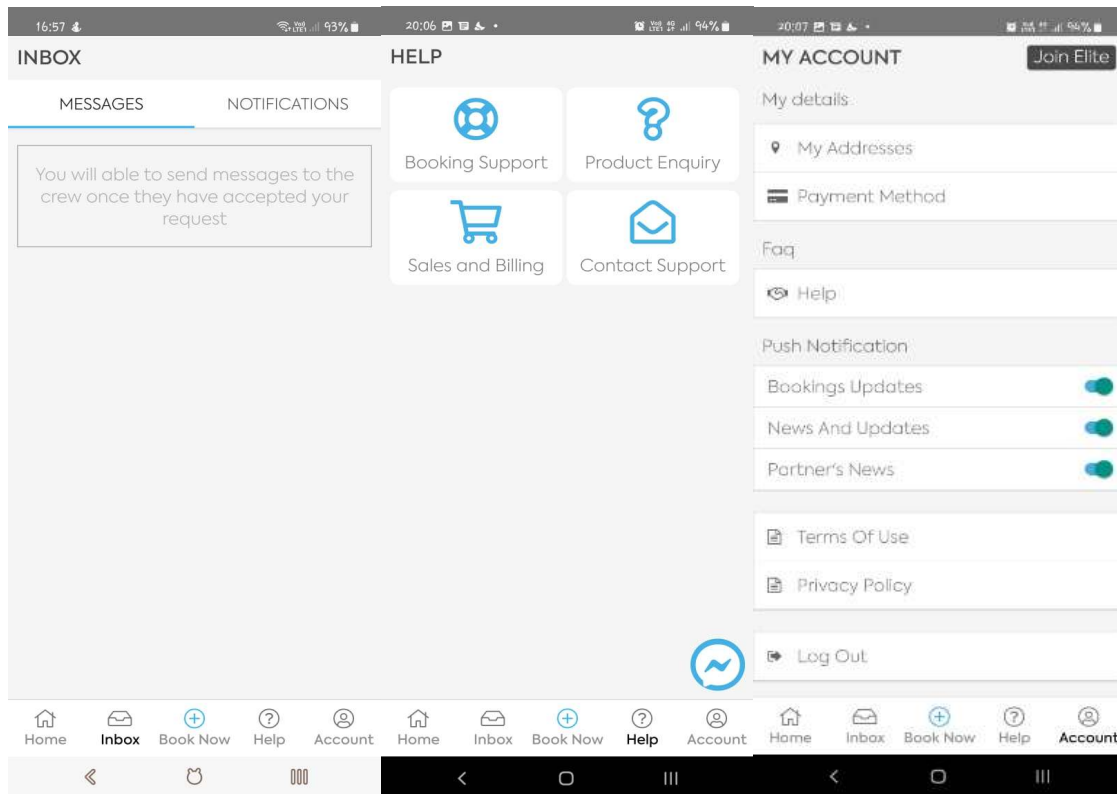 16:57
93%
INBOX
MESSAGES
NOTIFICATIONS
You will able to send messages to the
crew once they have accepted your
request
Home
Inbox
Book Now
Help
Account
20:06
94%
HELP
Booking Support
Product Enquiry
Sales and Billing
Contact Support
Home
Inbox
Book Now
Help
Account
20:07
94%
MY ACCOUNT
Join Elite
My details
My Addresses
Payment Method
Faq
Help
Push Notification
Bookings Updates
News And Updates
Partner's News
Terms Of Use
Privacy Policy
Log Out
Home
Inbox
Book Now
Help
Account